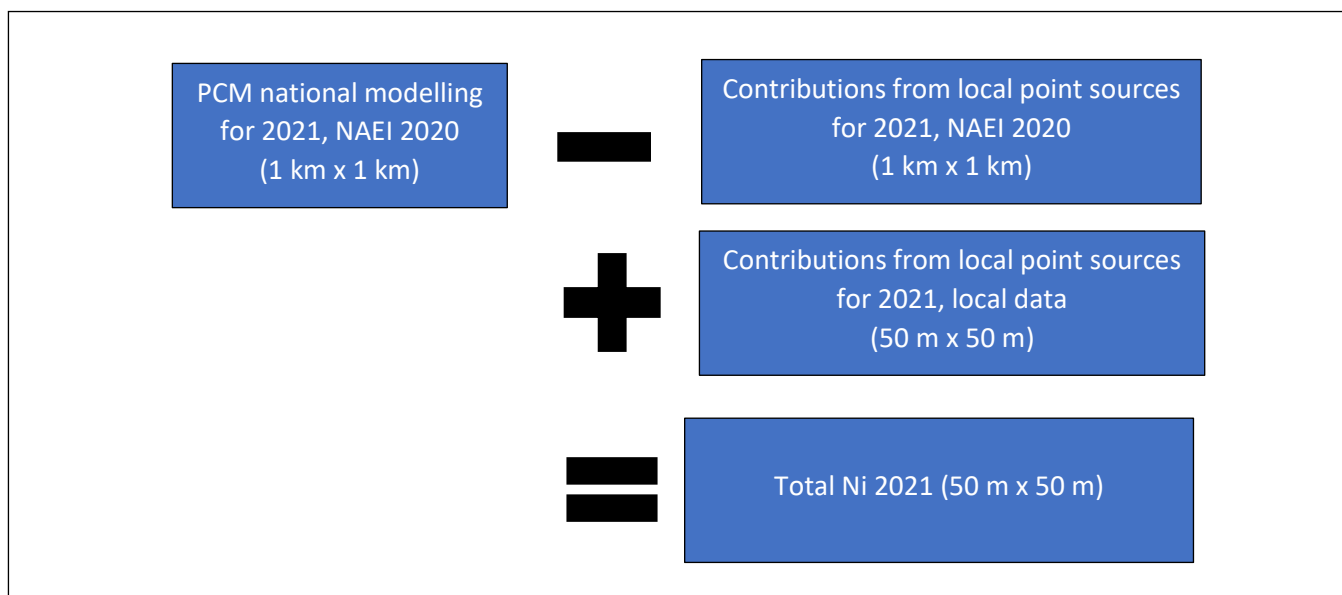 PCM national modelling
for 2021, NAEI 2020
(1 km x 1 km)
Contributions from local point sources
for 2021, NAEI 2020
(1 km x 1 km)
Contributions from local point sources
for 2021, local data
(50 m x 50 m)
Total Ni 2021 (50 m x 50 m)